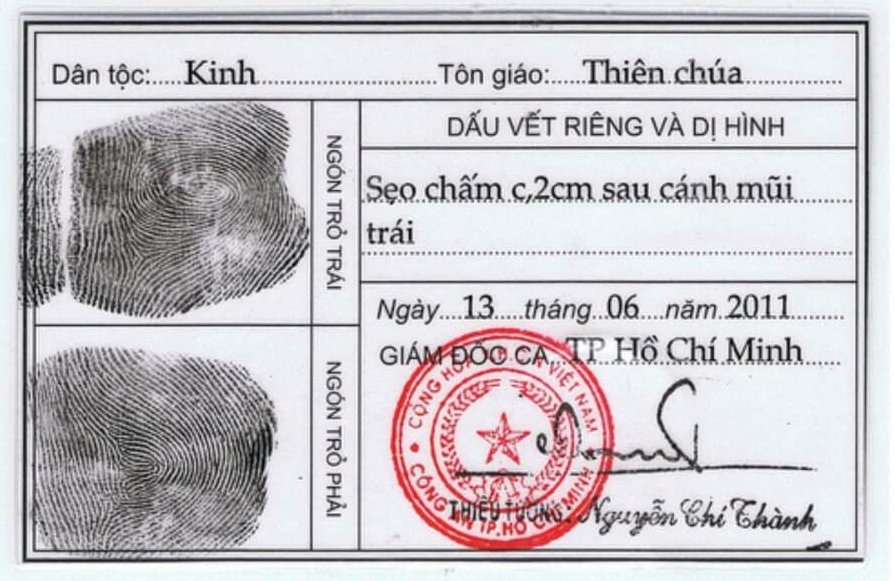 Dân tộc: Kinh Tôn giáo: Thiên chúa
DẤU VẾT RIÊNG VÀ DỊ HÌNH
Sẹo chấm c,2cm sau cánh mũi
trái
NGÓN TRỎ TRÁI
Ngày 13 tháng 06 năm 2011
GIÁM ĐỐC CA TP Hồ Chí Minh
NGÓN TRỎ PHẢI
CỘNG HÒA VIỆT NAM
CÔNG AN TP.HỒ CHÍ MINH
THIẾU TƯỚNG: Nguyễn Chí Thành